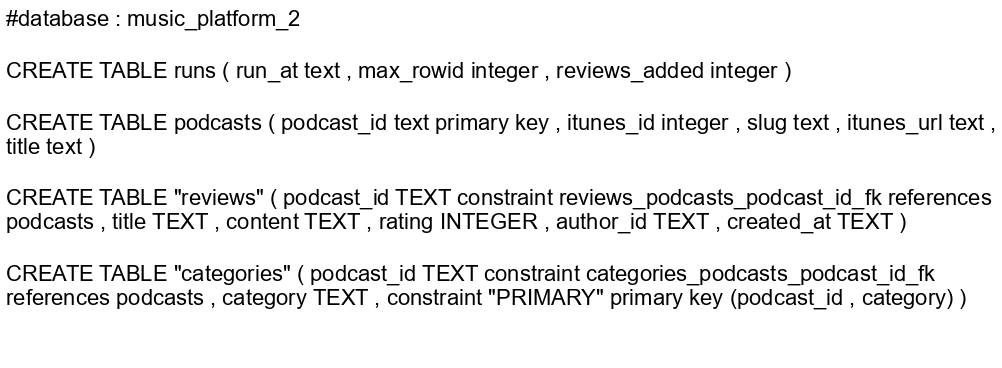 #database : music_platform_2
CREATE TABLE runs ( run_at text , max_rowid integer , reviews_added integer )
CREATE TABLE podcasts ( podcast_id text primary key , itunes_id integer , slug text , itunes_url text ,
title text )
CREATE TABLE "reviews" ( podcast_id TEXT constraint reviews_podcasts_podcast_id_fk references
podcasts , title TEXT , content TEXT , rating INTEGER , author_id TEXT , created_at TEXT )
CREATE TABLE "categories" ( podcast_id TEXT constraint categories_podcasts_podcast_id_fk
references podcasts , category TEXT , constraint "PRIMARY" primary key (podcast_id , category) )